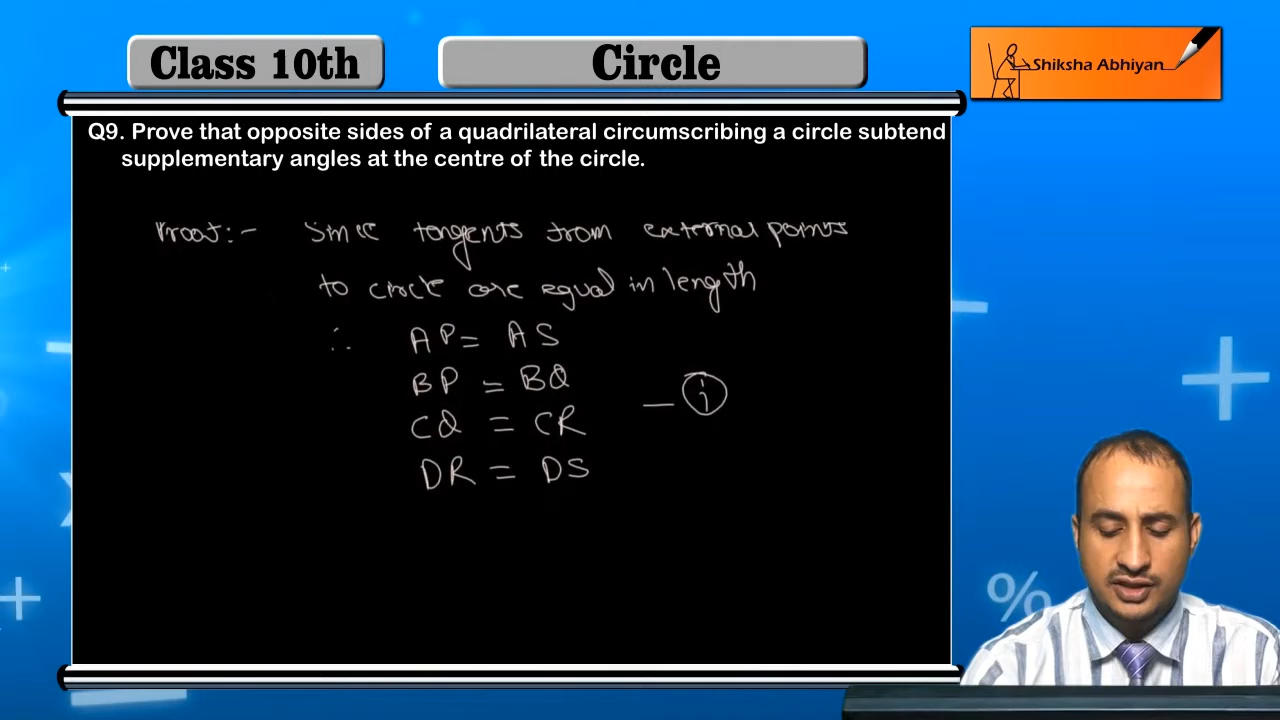 Class 10th
Circle
Shiksha Abhiyan
Q9. Prove that opposite sides of a quadrilateral circumscribing a circle subtend
supplementary angles at the centre of the circle.
Proof:- Since tangents from external points
to circle are equal in length
∴ AP = AS
BP = BQ
— (i)
CQ = CR
DR = DS
%